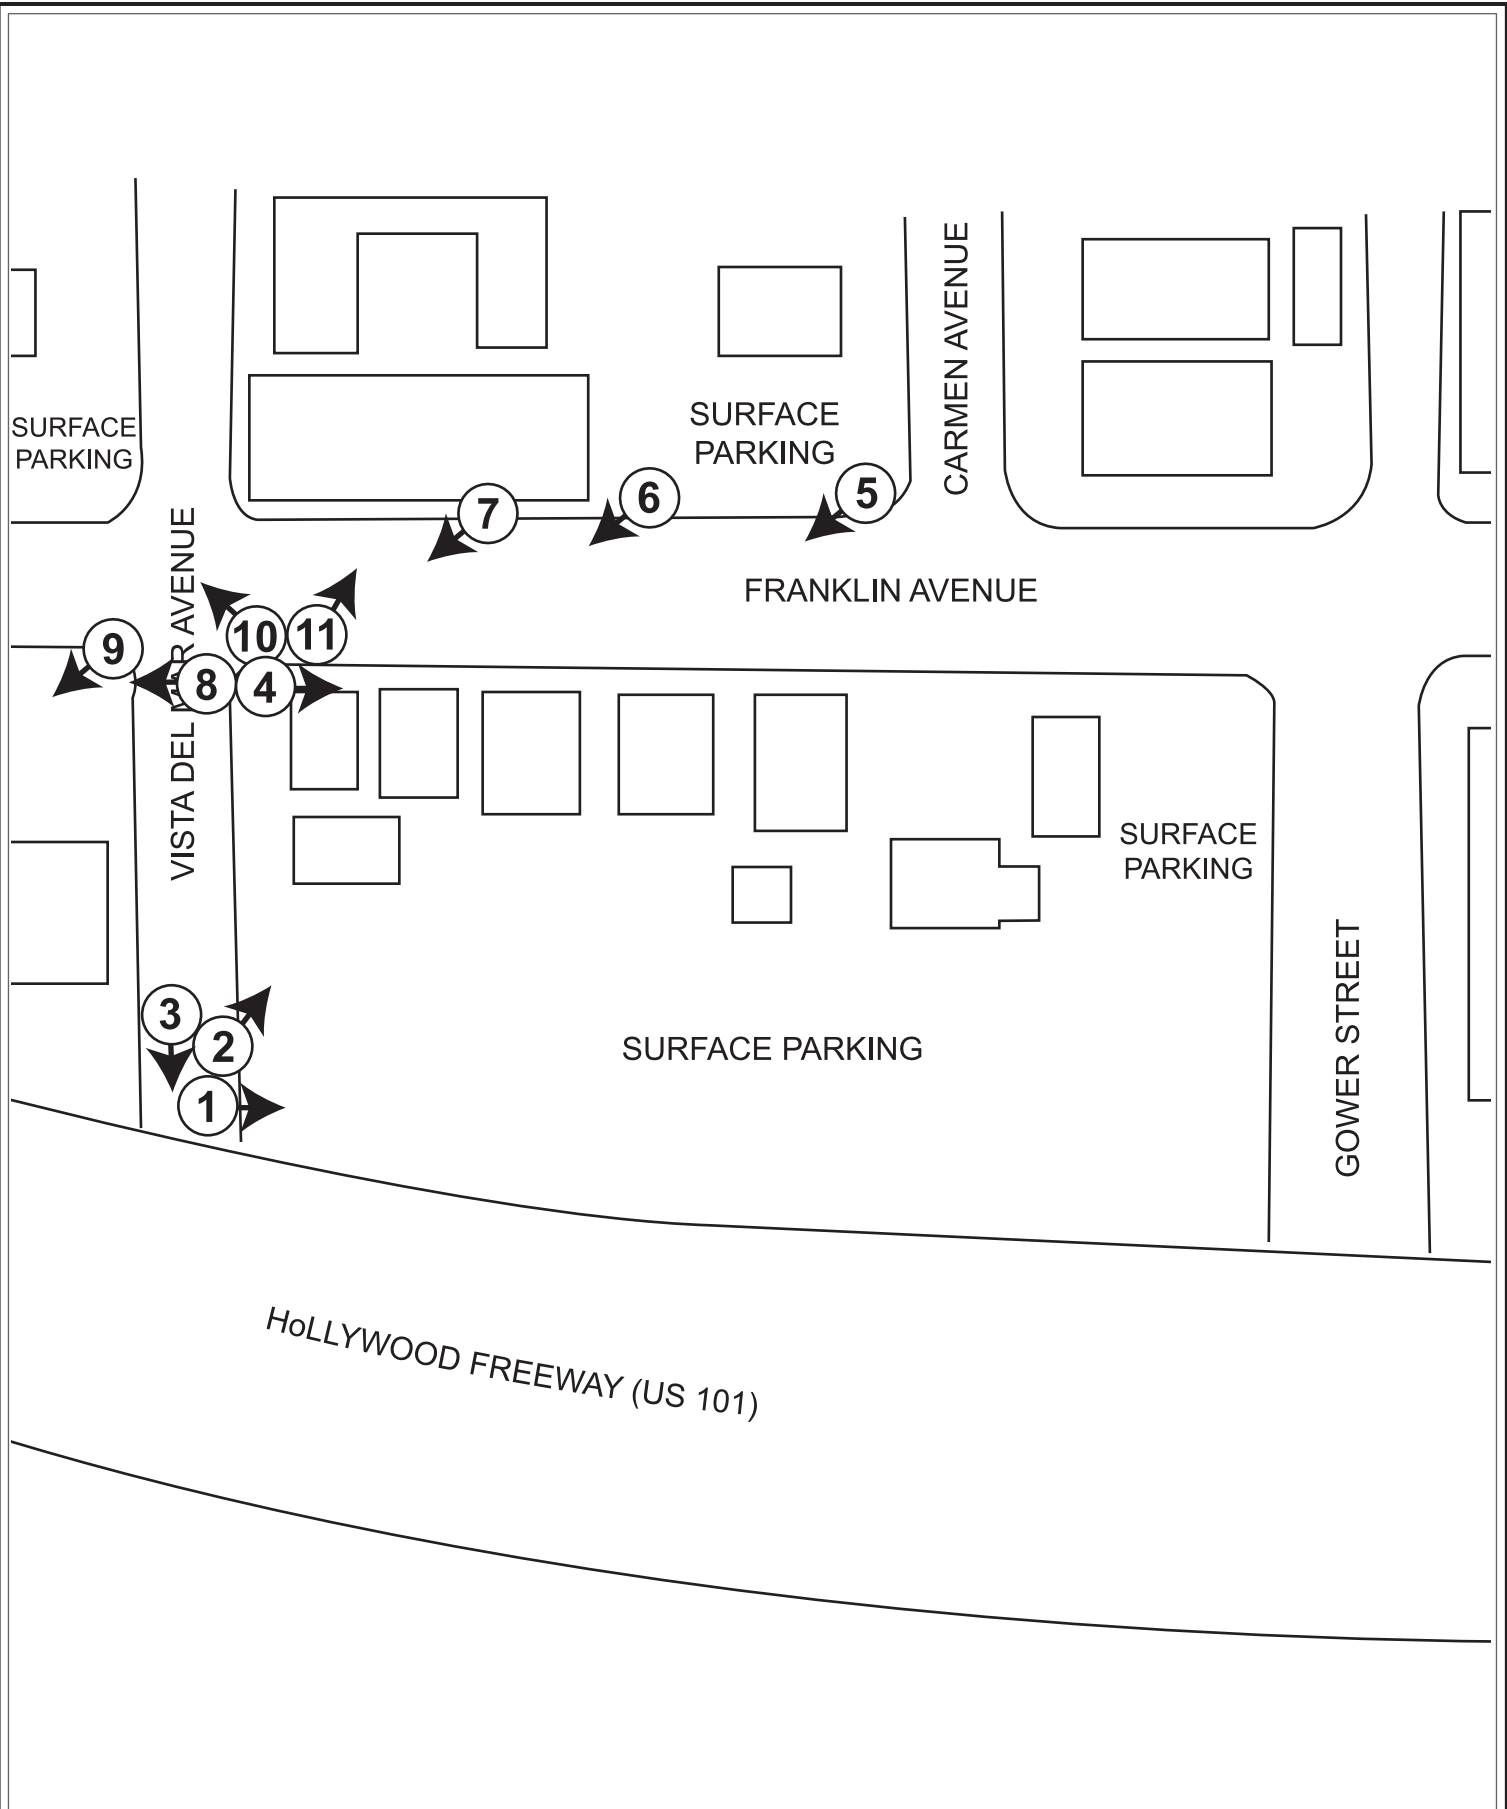 CARMEN AVENUE
SURFACE
PARKING
SURFACE
PARKING
5
6
7
VISTA DEL MAR AVENUE
FRANKLIN AVENUE
10
11
9
8
4
SURFACE
PARKING
GOWER STREET
3
2
SURFACE PARKING
1
HoLLYWOOD FREEWAY (US 101)